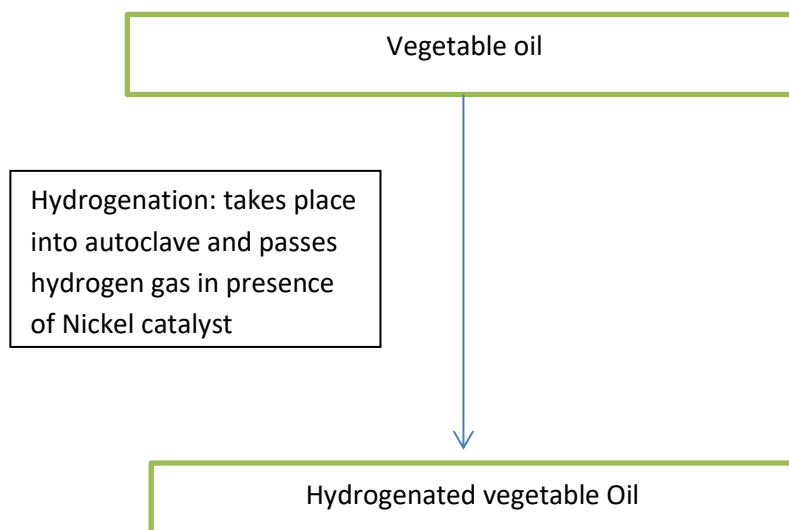 Vegetable oil
Hydrogenation: takes place
into autoclave and passes
hydrogen gas in presence
of Nickel catalyst
Hydrogenated vegetable Oil